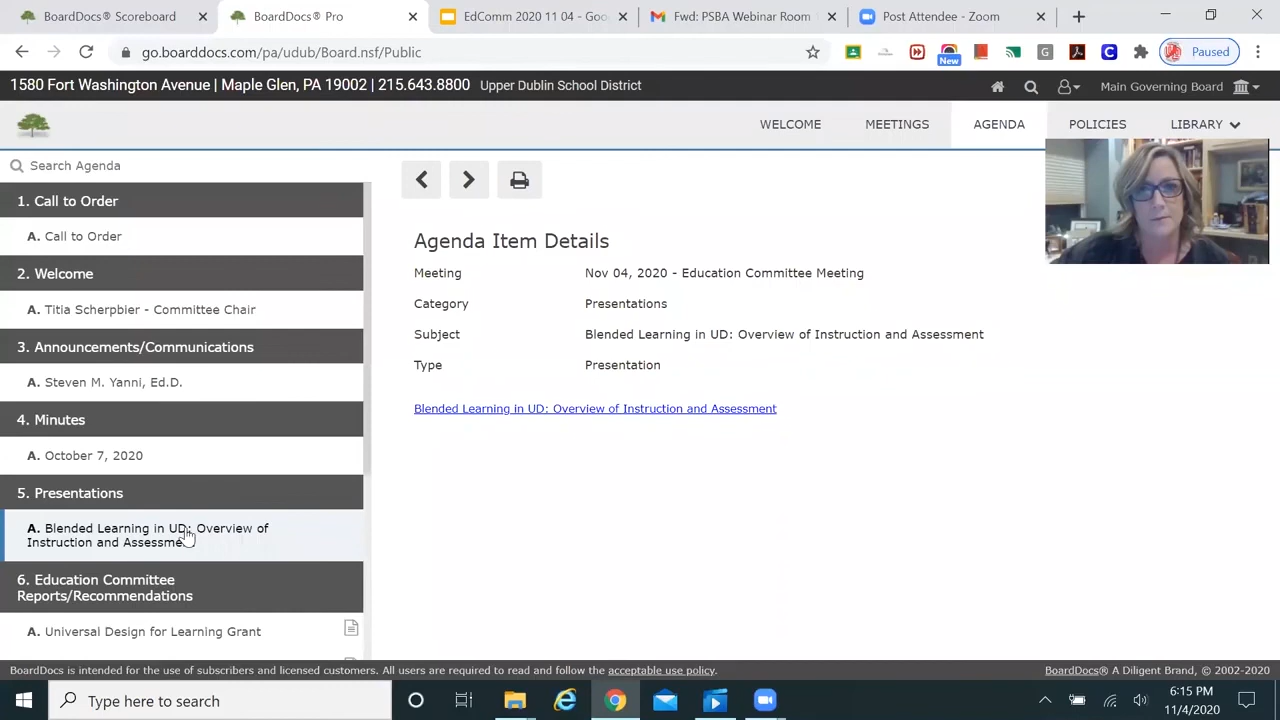 BoardDocs® Scoreboard
BoardDocs® Pro
EdComm 2020 11 04 - Goo
Fwd: PSBA Webinar Room
Post Attendee - Zoom
go.boarddocs.com/pa/udub/Board.nsf/Public
New
Paused
1580 Fort Washington Avenue | Maple Glen, PA 19002 | 215.643.8800 Upper Dublin School District
Main Governing Board
WELCOME
MEETINGS
AGENDA
POLICIES
LIBRARY
Search Agenda
1. Call to Order
A. Call to Order
2. Welcome
A. Titia Scherpbier - Committee Chair
3. Announcements/Communications
A. Steven M. Yanni, Ed.D.
4. Minutes
A. October 7, 2020
5. Presentations
A. Blended Learning in UD: Overview of
Instruction and Assessme
6. Education Committee
Reports/Recommendations
A. Universal Design for Learning Grant
Agenda Item Details
Meeting Nov 04, 2020 - Education Committee Meeting
Category Presentations
Subject Blended Learning in UD: Overview of Instruction and Assessment
Type Presentation
Blended Learning in UD: Overview of Instruction and Assessment
BoardDocs is intended for the use of subscribers and licensed customers. All users are required to read and follow the acceptable use policy.
BoardDocs® A Diligent Brand, © 2002-2020
Type here to search
6:15 PM
11/4/2020